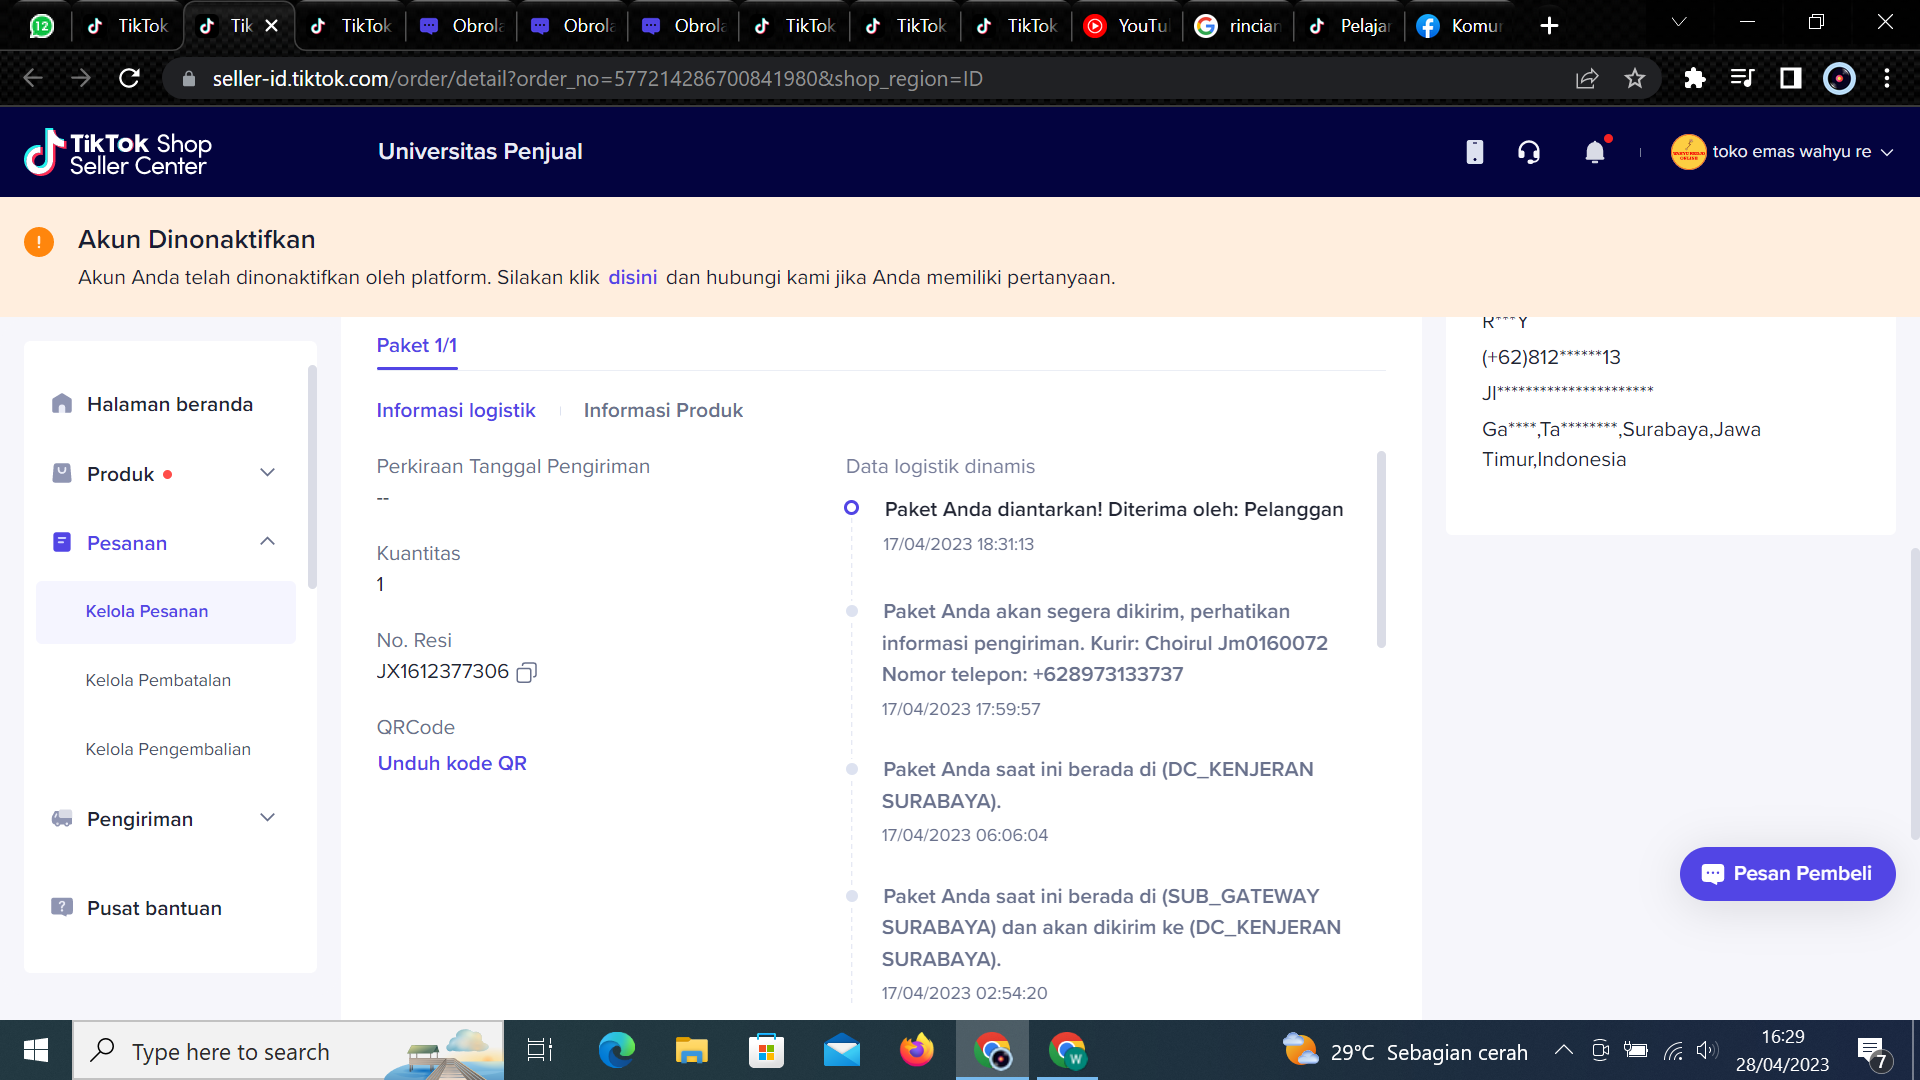 12
TikTok
Tik
TikTok
Obrola
Obrola
Obrola
TikTok
TikTok
TikTok
YouTu
rincian
Pelajar
Komun
seller-id.tiktok.com/order/detail?order_no=577214286700841980&shop_region=ID
TikTok Shop
Seller Center
Universitas Penjual
toko emas wahyu re
Akun Dinonaktifkan
Akun Anda telah dinonaktifkan oleh platform. Silakan klik disini dan hubungi kami jika Anda memiliki pertanyaan.
Halaman beranda
Produk
Pesanan
Kelola Pesanan
Kelola Pembatalan
Kelola Pengembalian
Pengiriman
Pusat bantuan
Paket 1/1
Informasi logistik
Informasi Produk
Perkiraan Tanggal Pengiriman
--
Kuantitas
1
No. Resi
JX1612377306
QRCode
Unduh kode QR
Data logistik dinamis
Paket Anda diantarkan! Diterima oleh: Pelanggan
17/04/2023 18:31:13
Paket Anda akan segera dikirim, perhatikan
informasi pengiriman. Kurir: Choirul Jm0160072
Nomor telepon: +628973133737
17/04/2023 17:59:57
Paket Anda saat ini berada di (DC_KENJERAN
SURABAYA).
17/04/2023 06:06:04
Paket Anda saat ini berada di (SUB_GATEWAY
SURABAYA) dan akan dikirim ke (DC_KENJERAN
SURABAYA).
17/04/2023 02:54:20
R***Y
(+62)812******13
Jl**********************
Ga****,Ta********,Surabaya,Jawa
Timur,Indonesia
Pesan Pembeli
Type here to search
29°C Sebagian cerah
16:29
28/04/2023
7